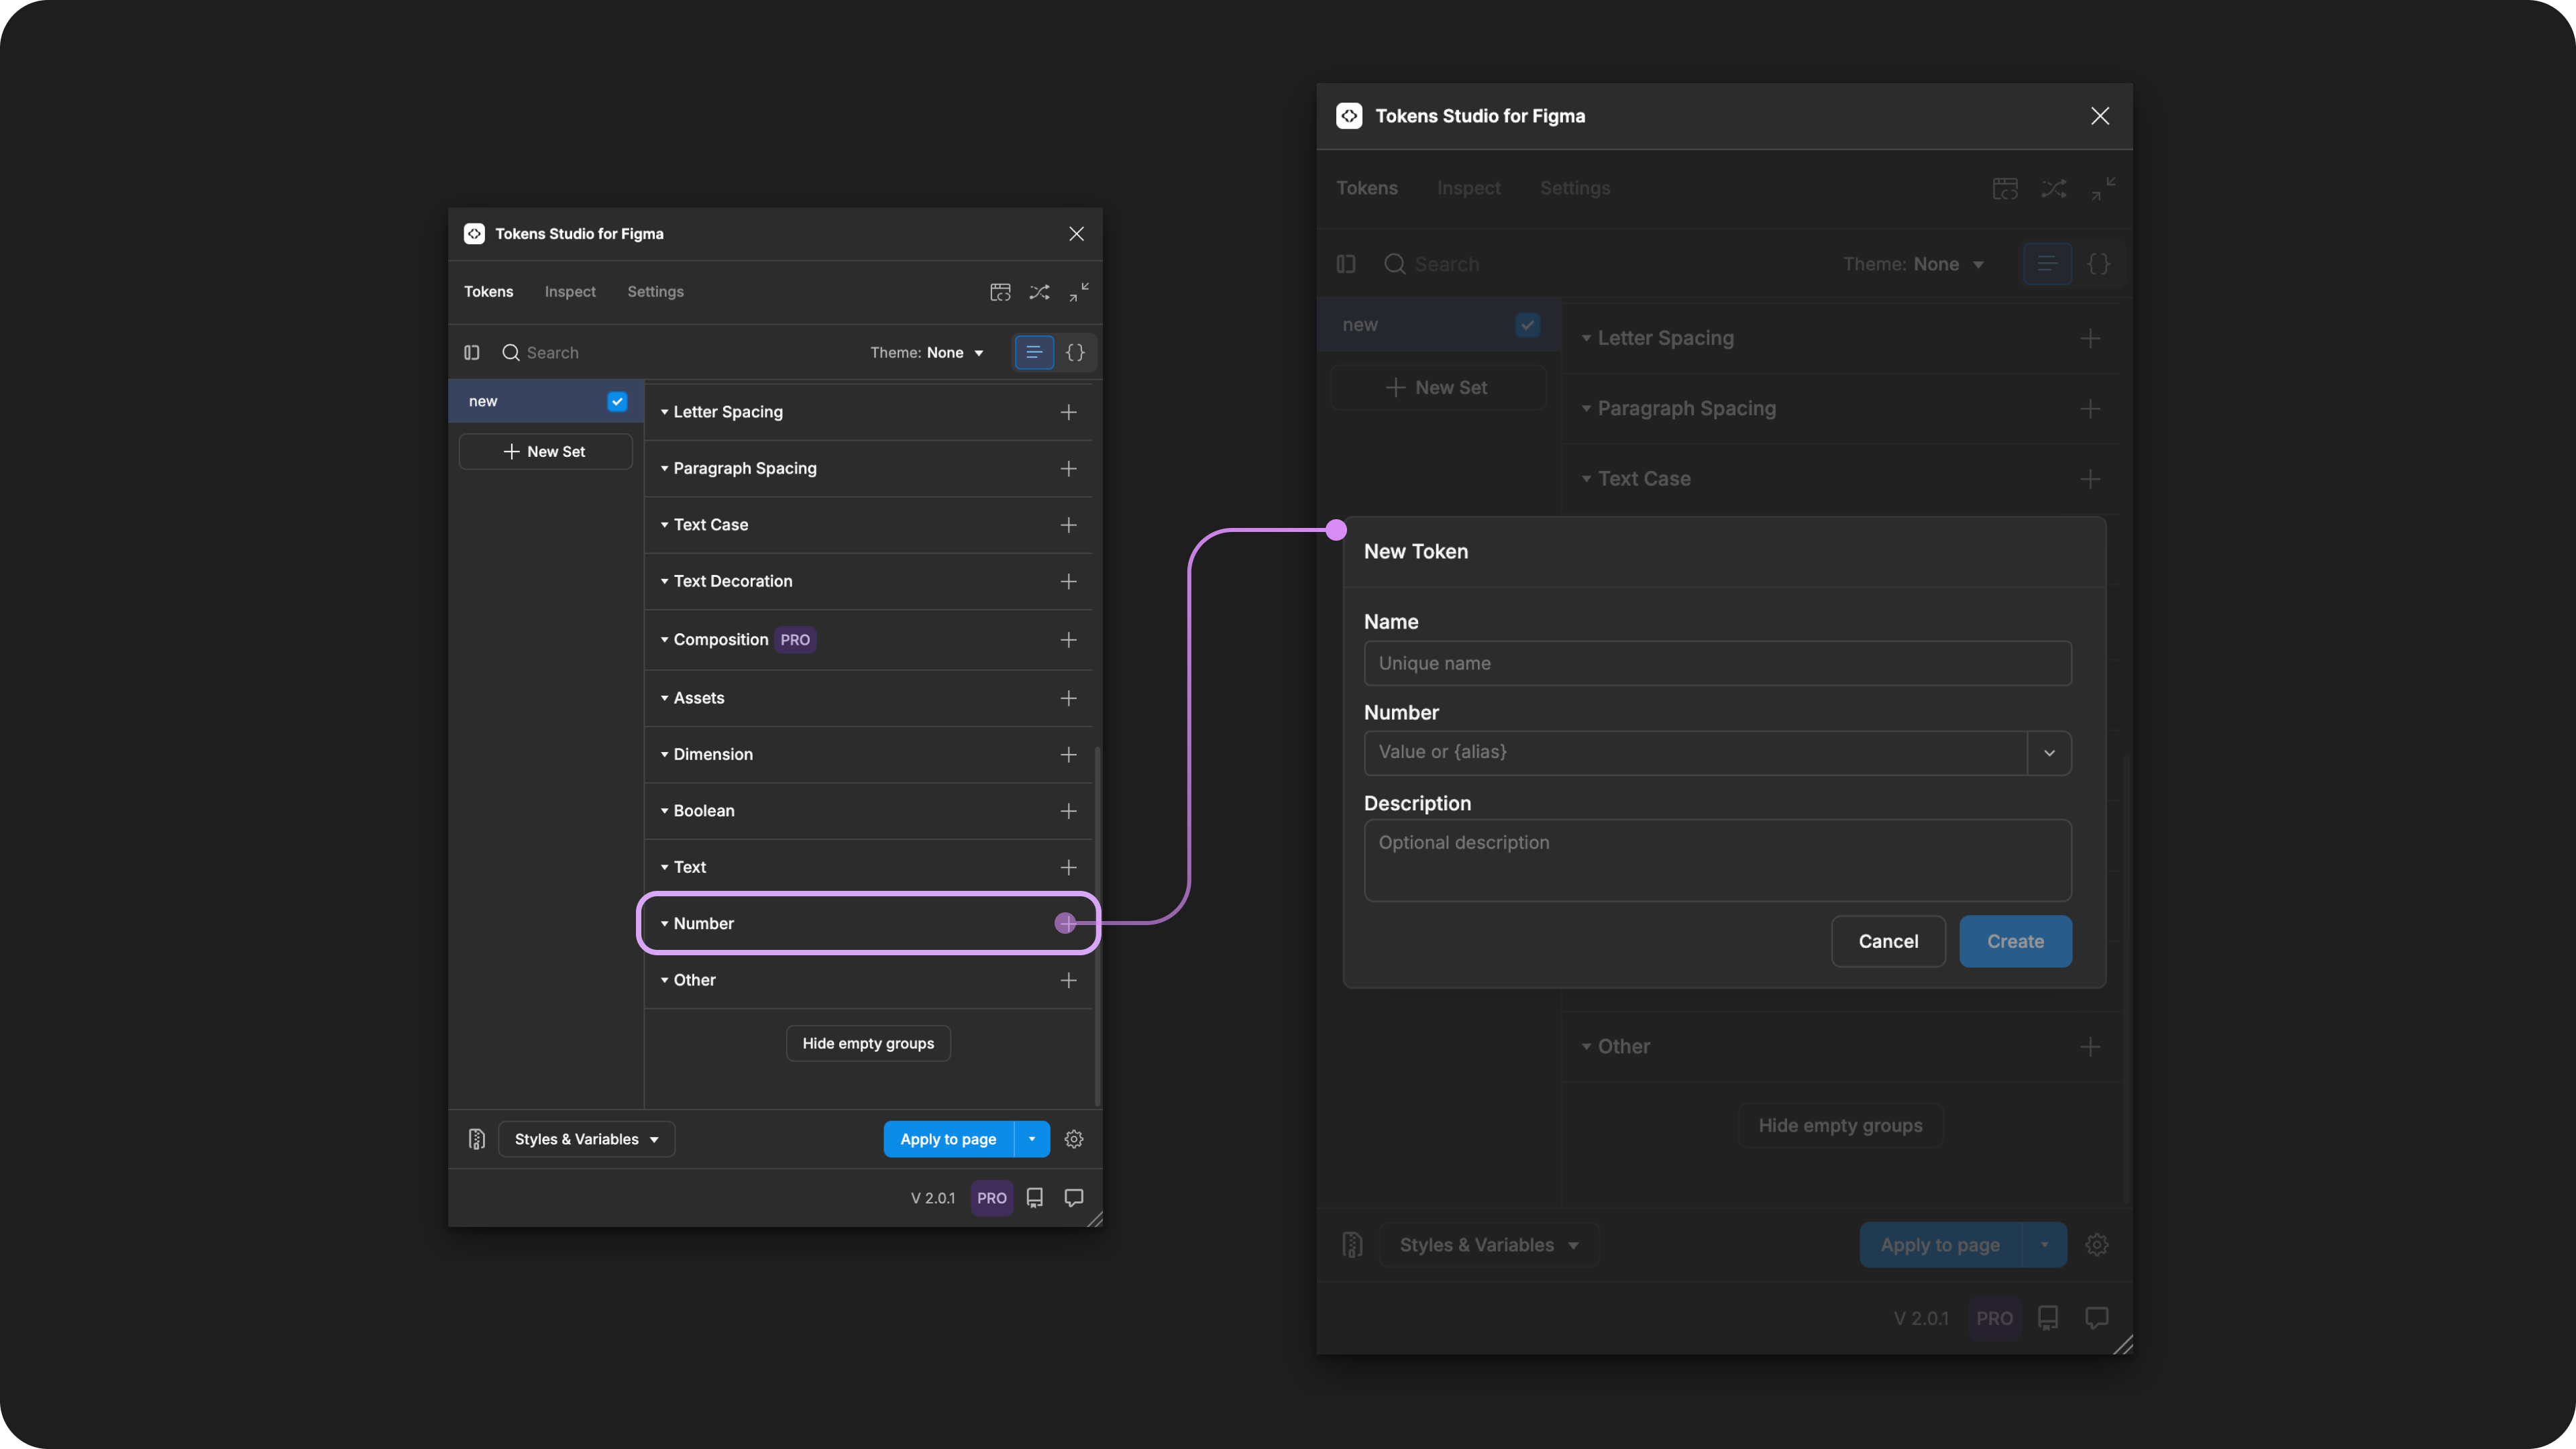 Tokens Studio for Figma
Tokens Inspect Settings
Search Theme: None {}
new
New Set
Letter Spacing
Paragraph Spacing
Text Case
Text Decoration
Composition PRO
Assets
Dimension
Boolean
Text
Number
Other
Hide empty groups
Styles & Variables Apply to page
V 2.0.1 PRO
Tokens Studio for Figma
Tokens Inspect Settings
Search Theme: None {}
new
New Set
Letter Spacing
Paragraph Spacing
Text Case
New Token
Name
Unique name
Number
Value or {alias}
Description
Optional description
Cancel Create
Other
Hide empty groups
Styles & Variables Apply to page
V 2.0.1 PRO